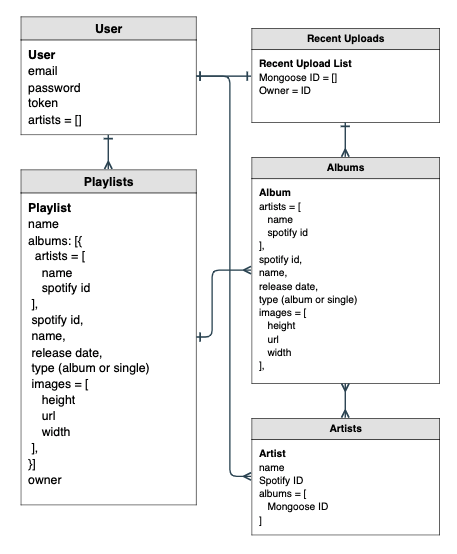 User
User
email
password
token
artists = []
Playlists
Playlist
name
albums: [{
artists = [
name
spotify id
],
spotify id,
name,
release date,
type (album or single)
images = [
height
url
width
],
}]
owner
Recent Uploads
Recent Upload List
Mongoose ID = []
Owner = ID
Albums
Album
artists = [
name
spotify id
],
spotify id,
name,
release date,
type (album or single)
images = [
height
url
width
],
Artists
Artist
name
Spotify ID
albums = [
Mongoose ID
]